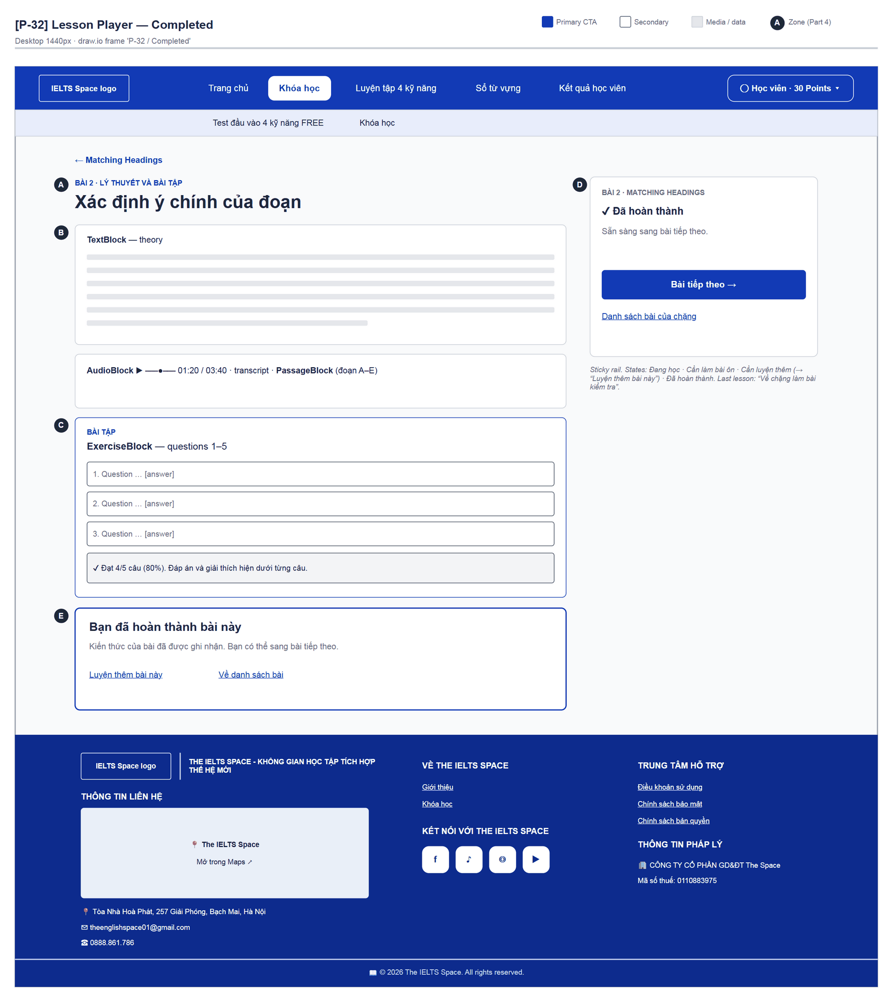 [P-32] Lesson Player — Completed
Desktop 1440px · draw.io frame 'P-32 / Completed'
Primary CTA
Secondary
Media / data
A Zone (Part 4)
IELTS Space logo
Trang chủ
Khóa học
Luyện tập 4 kỹ năng
Sổ từ vựng
Kết quả học viên
Học viên · 30 Points ▾
Test đầu vào 4 kỹ năng FREE
Khóa học
← Matching Headings
A
BÀI 2 · LÝ THUYẾT VÀ BÀI TẬP
Xác định ý chính của đoạn
B
TextBlock — theory
AudioBlock ▶ ──●── 01:20 / 03:40 · transcript · PassageBlock (đoạn A–E)
C
BÀI TẬP
ExerciseBlock — questions 1–5
1. Question … [answer]
2. Question … [answer]
3. Question … [answer]
✓ Đạt 4/5 câu (80%). Đáp án và giải thích hiện dưới từng câu.
E
Bạn đã hoàn thành bài này
Kiến thức của bài đã được ghi nhận. Bạn có thể sang bài tiếp theo.
Luyện thêm bài này
Về danh sách bài
D
BÀI 2 · MATCHING HEADINGS
✓ Đã hoàn thành
Sẵn sàng sang bài tiếp theo.
Bài tiếp theo →
Danh sách bài của chặng
Sticky rail. States: Đang học · Cần làm bài ôn · Cần luyện thêm (→
“Luyện thêm bài này”) · Đã hoàn thành. Last lesson: “Về chặng làm bài
kiểm tra”.
IELTS Space logo
THE IELTS SPACE - KHÔNG GIAN HỌC TẬP TÍCH HỢP
THẾ HỆ MỚI
THÔNG TIN LIÊN HỆ
📍 The IELTS Space
Mở trong Maps ↗
📍 Tòa Nhà Hoà Phát, 257 Giải Phóng, Bạch Mai, Hà Nội
✉ theenglishspace01@gmail.com
☎ 0888.861.786
VỀ THE IELTS SPACE
Giới thiệu
Khóa học
KẾT NỐI VỚI THE IELTS SPACE
f
♪
◎
▶
TRUNG TÂM HỖ TRỢ
Điều khoản sử dụng
Chính sách bảo mật
Chính sách bản quyền
THÔNG TIN PHÁP LÝ
🏢 CÔNG TY CỔ PHẦN GD&ĐT The Space
Mã số thuế: 0110883975
📖 © 2026 The IELTS Space. All rights reserved.